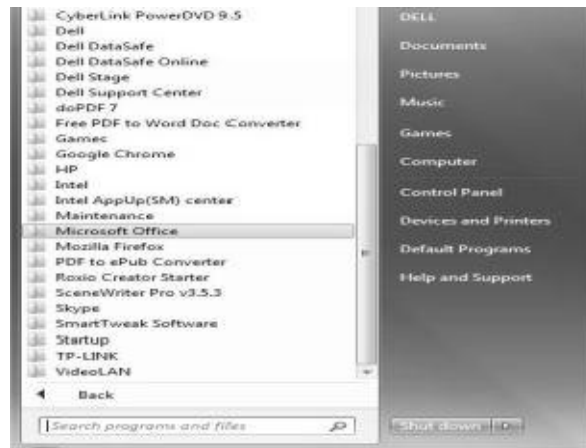 CyberLink PowerDVD 9.5
Dell
Dell DataSafe
Dell DataSafe Online
Dell Stage
Dell Support Center
doPDF 7
Free PDF to Word Doc Converter
Games
Google Chrome
HP
Intel
Intel AppUp(SM) center
Maintenance
Microsoft Office
Mozilla Firefox
PDF to ePub Converter
Roxio Creator Starter
SceneWriter Pro v3.5.3
Skype
SmartTweak Software
Startup
TP-LINK
VideoLAN
Back
Search programs and files
DELL
Documents
Pictures
Music
Games
Computer
Control Panel
Devices and Printers
Default Programs
Help and Support
Shut down